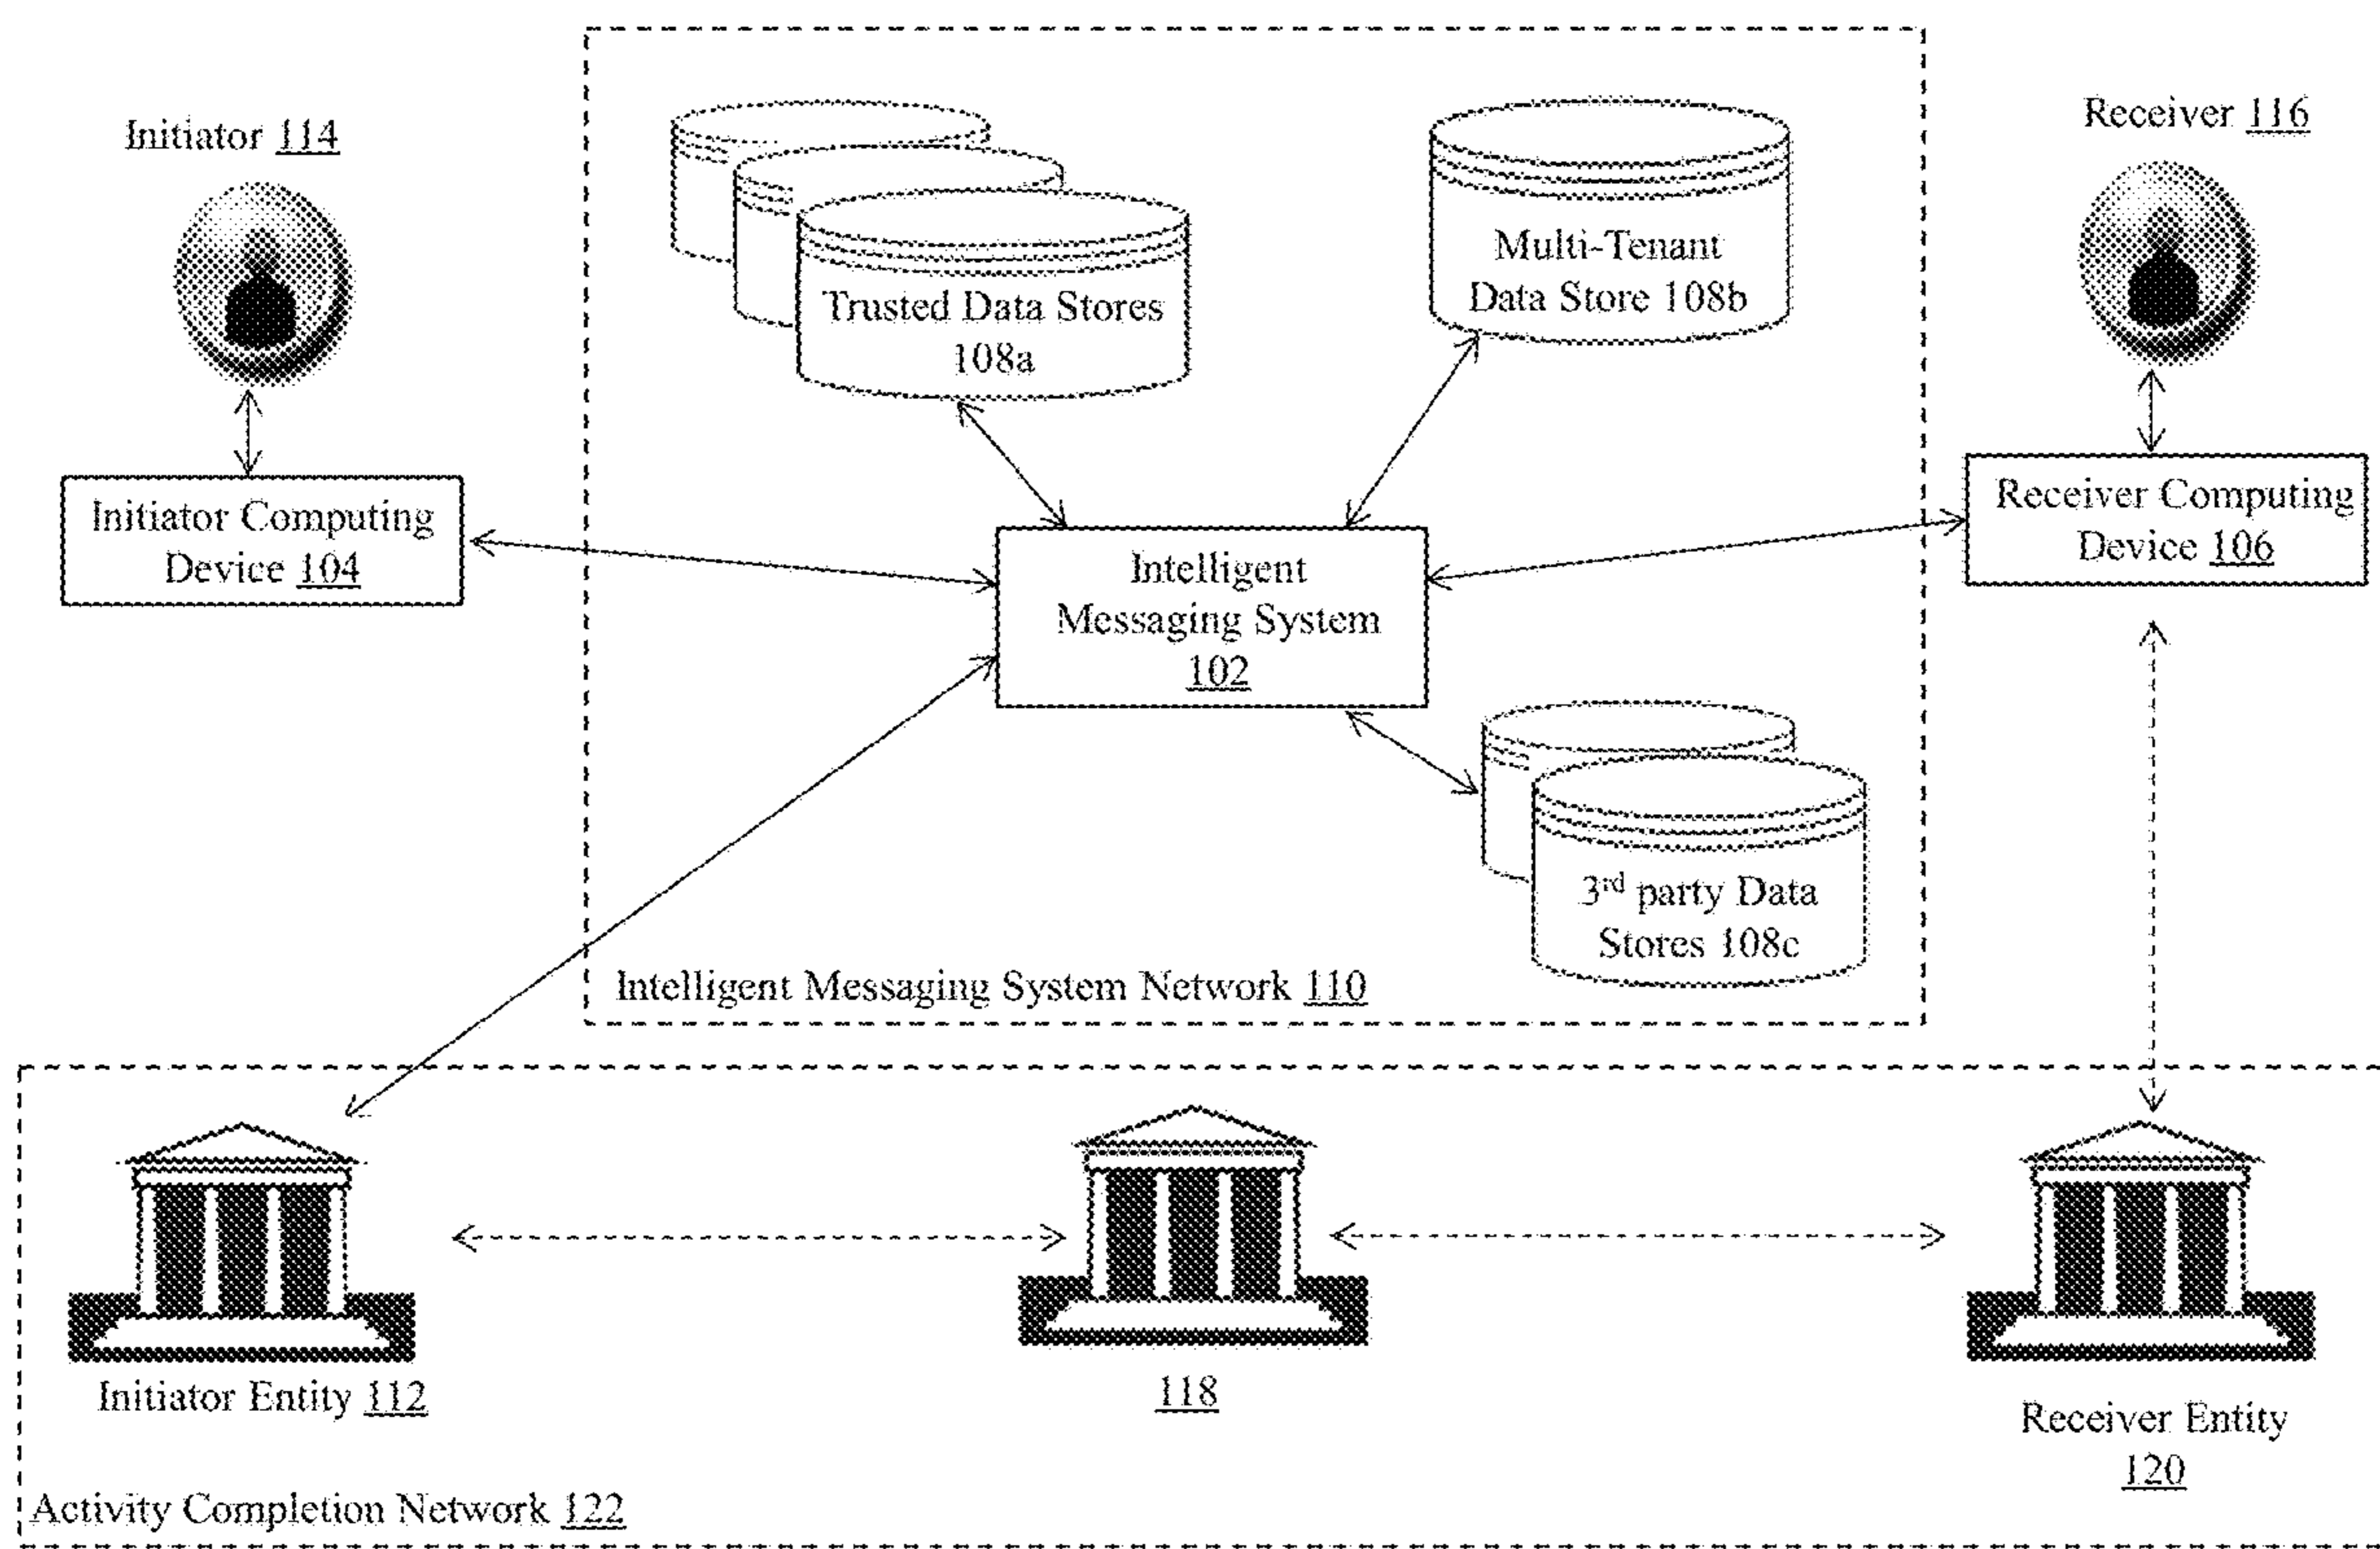 Initiator 114
Receiver 116
Trusted Data Stores
108a
Multi-Tenant
Data Store 108b
Initiator Computing
Device 104
Intelligent
Messaging System
102
Receiver Computing
Device 106
3rd party Data
Stores 108c
Intelligent Messaging System Network 110
Initiator Entity 112
118
Receiver Entity
120
Activity Completion Network 122